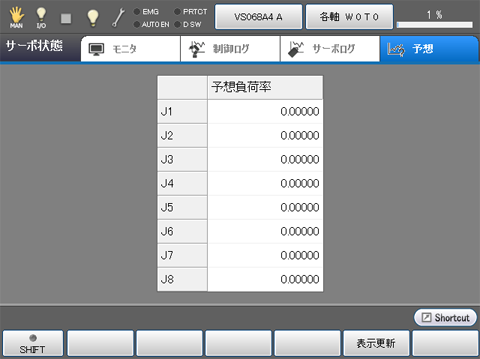 EMG PRTCT
MAN I/O AUTO EN D SW
VS068A4 A
各軸 W0T0
1 %
サーボ状態
モニタ
制御ログ
サーボログ
予想
予想負荷率
J1 0.00000
J2 0.00000
J3 0.00000
J4 0.00000
J5 0.00000
J6 0.00000
J7 0.00000
J8 0.00000
Shortcut
SHIFT
表示更新